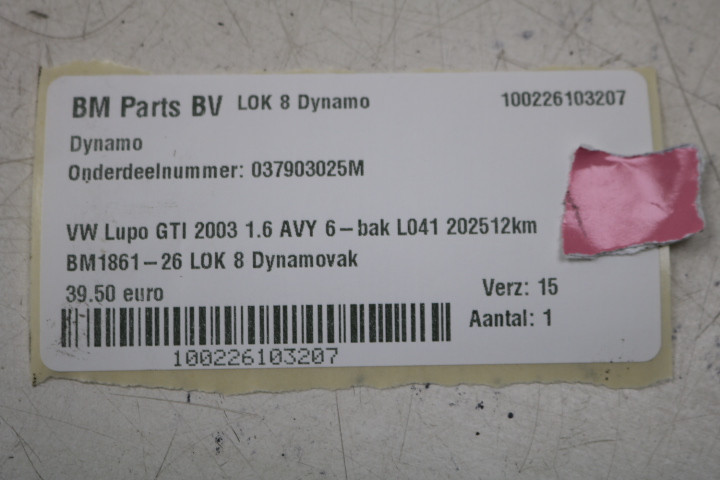 BM Parts BV LOK 8 Dynamo 100226103207
Dynamo
Onderdeelnummer: 037903025M
VW Lupo GTI 2003 1.6 AVY 6-bak L041 202512km
BM1861-26 LOK 8 Dynamovak
39.50 euro Verz: 15
Aantal: 1
100226103207